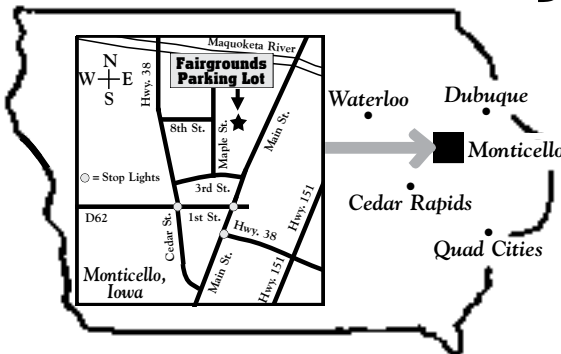 Maquoketa River
Fairgrounds
Parking Lot
N
W E
S
Hwy. 38
8th St.
Maple St.
Main St.
= Stop Lights
3rd St.
D62
1st St.
Cedar St.
Hwy. 38
Hwy. 151
Main St.
Hwy. 151
Monticello,
Iowa
Waterloo
Dubuque
Monticello
Cedar Rapids
Quad Cities